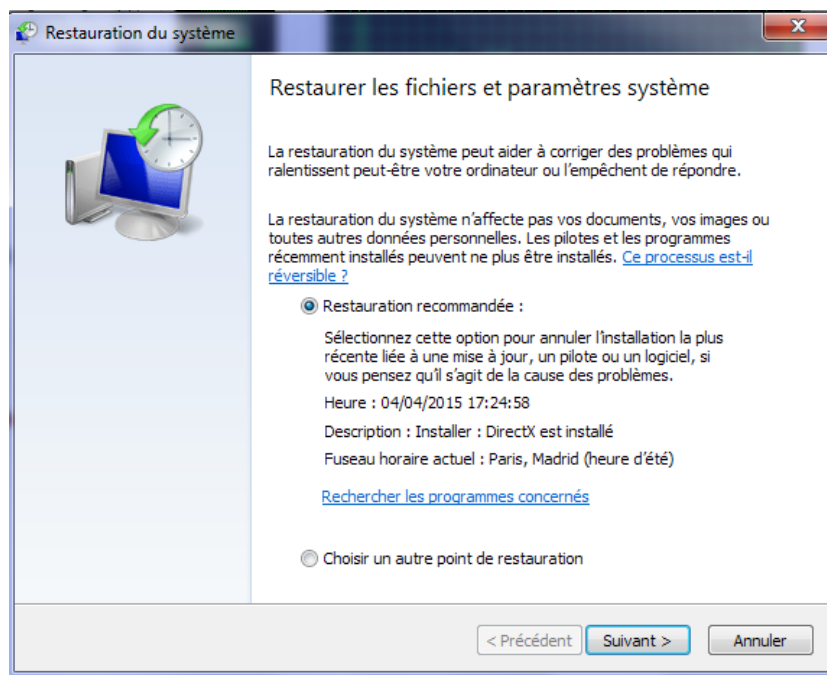 Restauration du système
Restaurer les fichiers et paramètres système
La restauration du système peut aider à corriger des problèmes qui
ralentissent peut-être votre ordinateur ou l’empêchent de répondre.
La restauration du système n’affecte pas vos documents, vos images ou
toutes autres données personnelles. Les pilotes et les programmes
récemment installés peuvent ne plus être installés. Ce processus est-il
réversible ?
Restauration recommandée :
Sélectionnez cette option pour annuler l’installation la plus
récente liée à une mise à jour, un pilote ou un logiciel, si
vous pensez qu’il s’agit de la cause des problèmes.
Heure : 04/04/2015 17:24:58
Description : Installer : DirectX est installé
Fuseau horaire actuel : Paris, Madrid (heure d’été)
Rechercher les programmes concernés
Choisir un autre point de restauration
< Précédent Suivant > Annuler